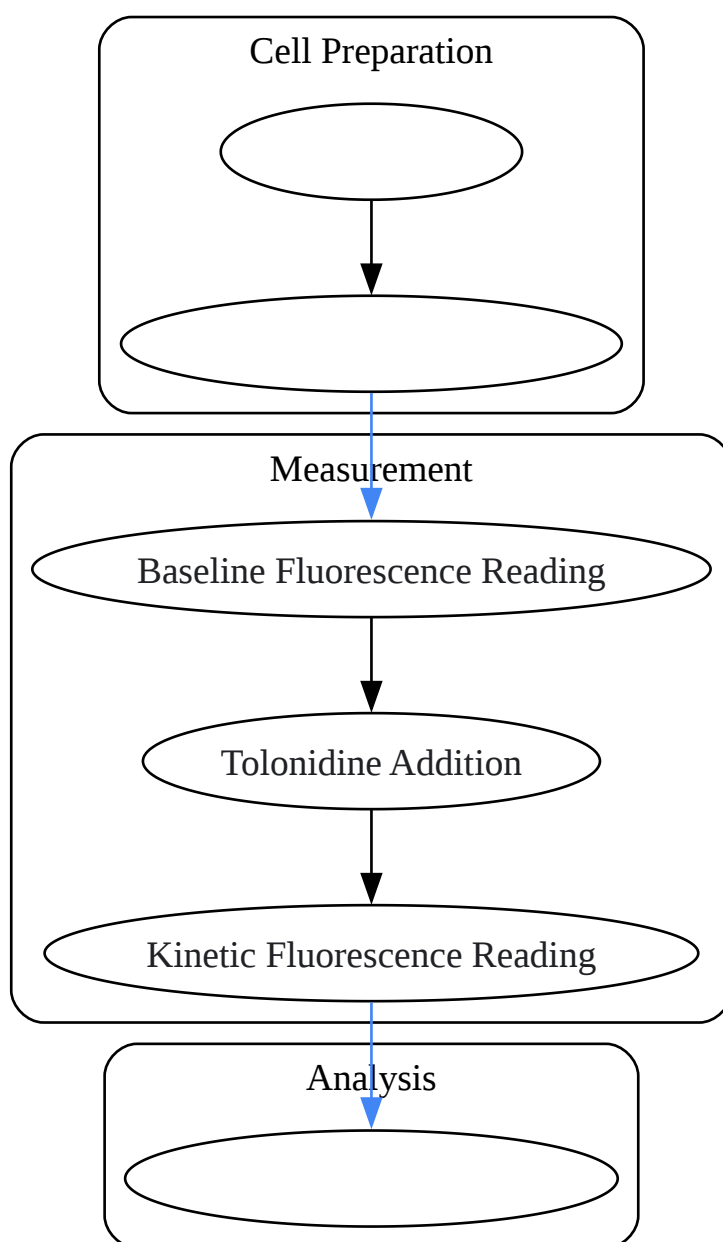 Cell Preparation
Measurement
Baseline Fluorescence Reading
Tolonidine Addition
Kinetic Fluorescence Reading
Analysis